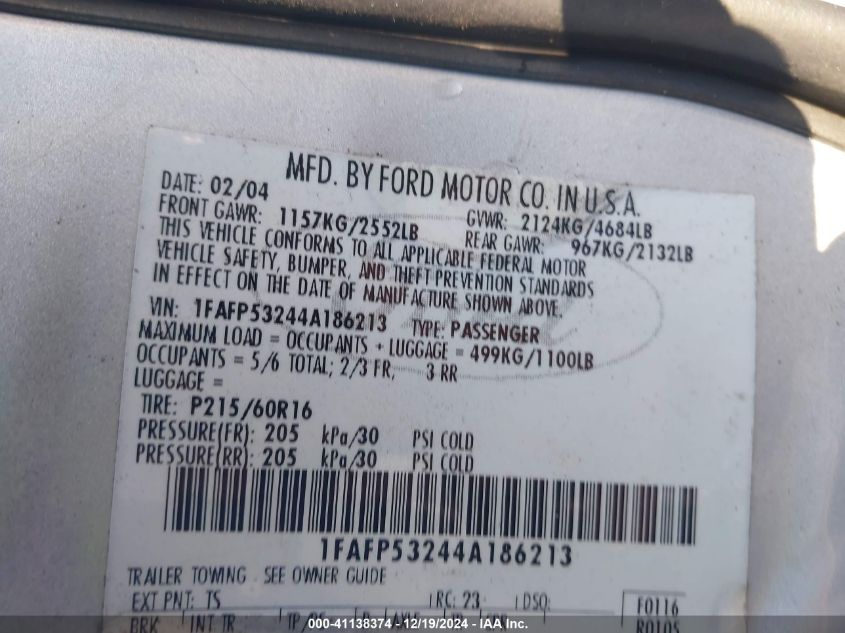 MFD. BY FORD MOTOR CO. IN U.S.A.
DATE: 02/04 GVWR: 2124KG/4684LB
FRONT GAWR: 1157KG/2552LB REAR GAWR: 967KG/2132LB
THIS VEHICLE CONFORMS TO ALL APPLICABLE FEDERAL MOTOR
VEHICLE SAFETY, BUMPER, AND THEFT PREVENTION STANDARDS
IN EFFECT ON THE DATE OF MANUFACTURE SHOWN ABOVE.
VIN: 1FAFP53244A186213 TYPE: PASSENGER
MAXIMUM LOAD = OCCUPANTS + LUGGAGE = 499KG/1100LB
OCCUPANTS = 5/6 TOTAL; 2/3 FR, 3 RR
LUGGAGE =
TIRE: P215/60R16
PRESSURE(FR): 205 kPa/30 PSI COLD
PRESSURE(RR): 205 kPa/30 PSI COLD
1FAFP53244A186213
TRAILER TOWING SEE OWNER GUIDE
EXT PNT: TS RC: 23 DSO: F0116
BRK INT TR R0105
000-41138374 - 12/19/2024 - IAA Inc.